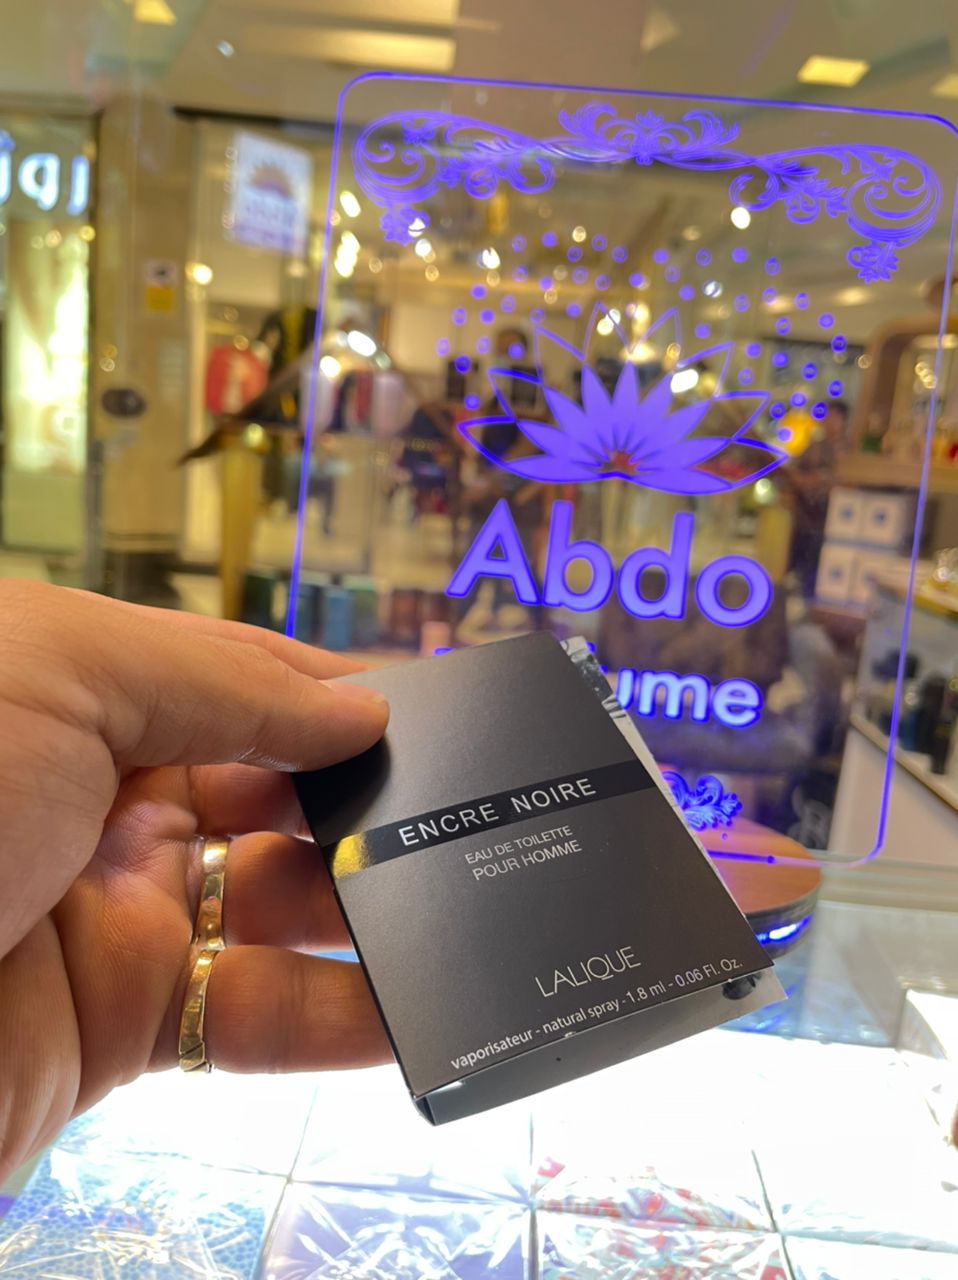 Abdo
ume
ENCRE NOIRE
EAU DE TOILETTE
POUR HOMME
LALIQUE
vaporisateur - natural spray - 1.8 ml - 0.06 Fl. Oz.